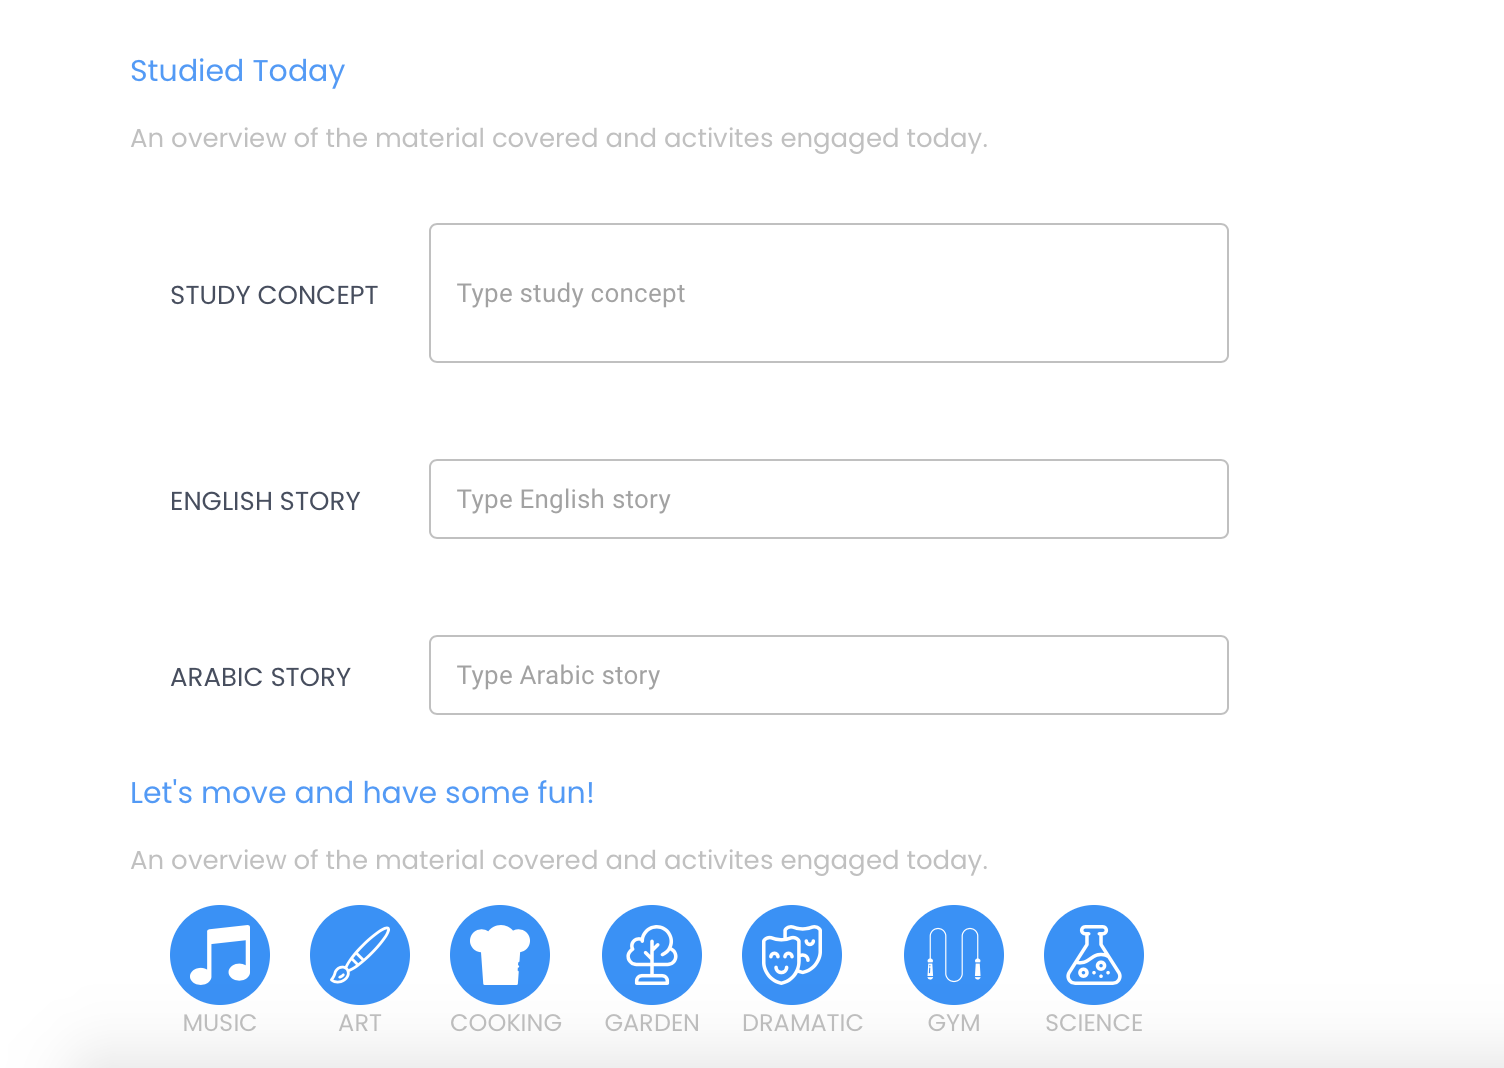 Studied Today
An overview of the material covered and activites engaged today.
STUDY CONCEPT
Type study concept
ENGLISH STORY
Type English story
ARABIC STORY
Type Arabic story
Let's move and have some fun!
An overview of the material covered and activites engaged today.
MUSIC ART COOKING GARDEN DRAMATIC GYM SCIENCE